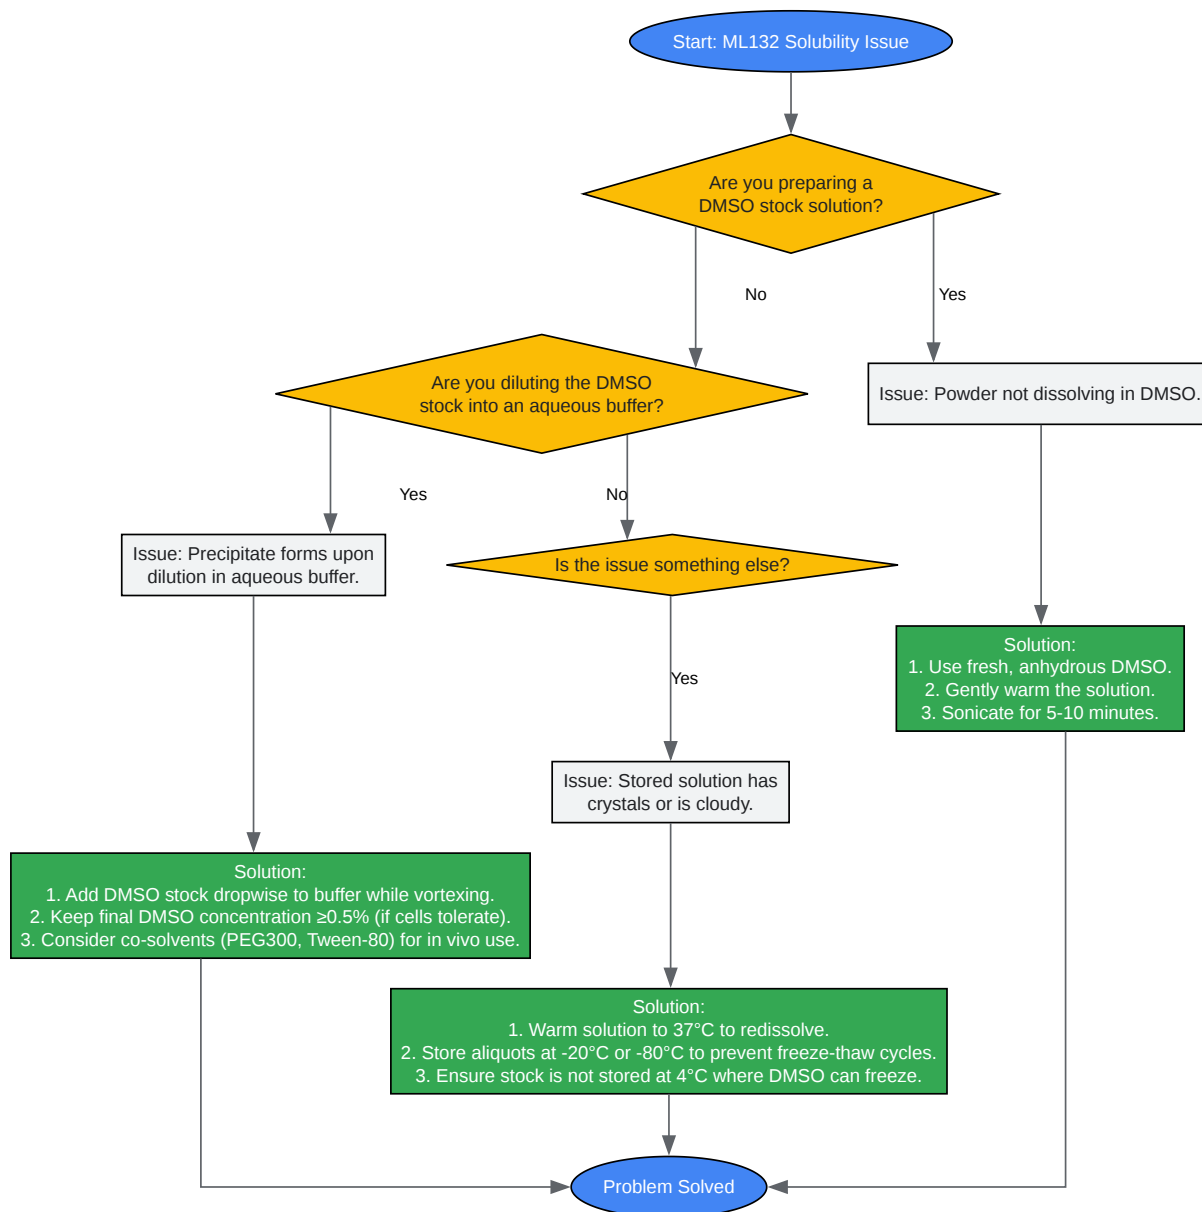 Start: ML132 Solubility Issue
Are you preparing a
DMSO stock solution?
No
Yes
Are you diluting the DMSO
stock into an aqueous buffer?
Issue: Powder not dissolving in DMSO.
Yes
No
Issue: Precipitate forms upon
dilution in aqueous buffer.
Is the issue something else?
Solution:
1. Use fresh, anhydrous DMSO.
2. Gently warm the solution.
3. Sonicate for 5-10 minutes.
Yes
Issue: Stored solution has
crystals or is cloudy.
Solution:
1. Add DMSO stock dropwise to buffer while vortexing.
2. Keep final DMSO concentration ≥0.5% (if cells tolerate).
3. Consider co-solvents (PEG300, Tween-80) for in vivo use.
Solution:
1. Warm solution to 37°C to redissolve.
2. Store aliquots at -20°C or -80°C to prevent freeze-thaw cycles.
3. Ensure stock is not stored at 4°C where DMSO can freeze.
Problem Solved